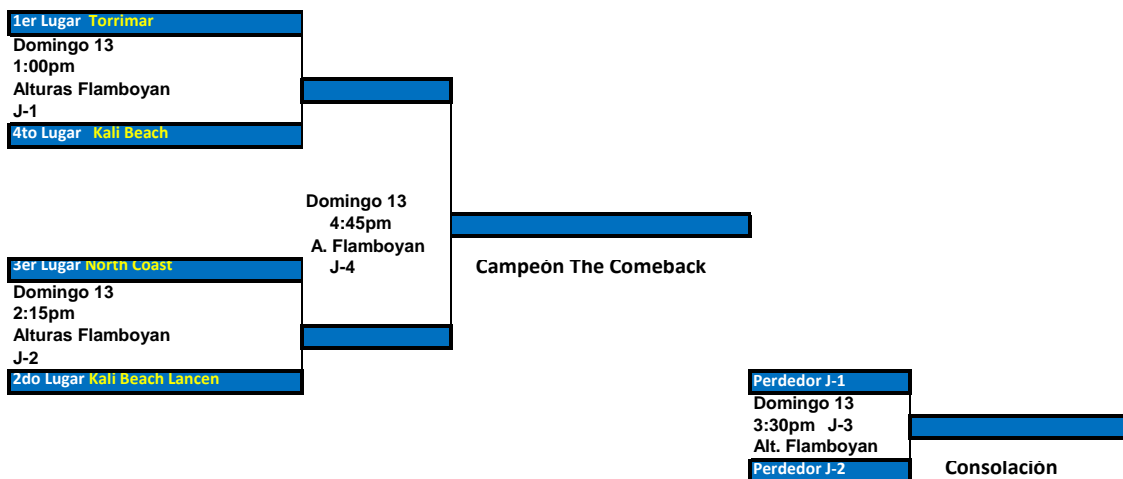 1er Lugar Torrimar
Domingo 13
1:00pm
Alturas Flamboyan
J-1
4to Lugar Kali Beach
Domingo 13
4:45pm
A. Flamboyan
J-4
Campeón The Comeback
3er Lugar North Coast
Domingo 13
2:15pm
Alturas Flamboyan
J-2
2do Lugar Kali Beach Lancen
Perdedor J-1
Domingo 13
3:30pm J-3
Alt. Flamboyan
Perdedor J-2
Consolación